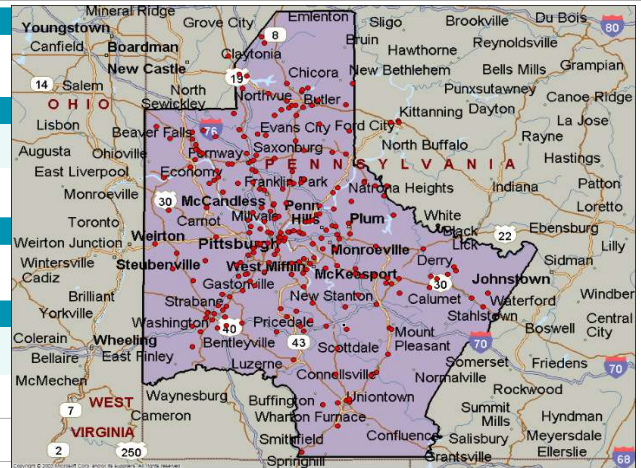 Mineral Ridge Grove City Emlenton Sligo Brookville Du Bois
Youngstown 8 80
Canfield Boardman Claytonia Bruin Hawthorne Reynoldsville
New Castle 19 Chicora New Bethlehem Bells Mills Grampian
14 Salem North Sewickley Northvue Butler Kittanning Punxsutawney Canoe Ridge
OHIO Dayton
Lisbon 76 Evans City Ford City La Jose
Beaver Falls North Buffalo Rayne
Augusta Ohioville Fernway Saxonburg Hastings
East Liverpool Economy PENNSYLVANIA
Franklin Park Natrona Heights Indiana Patton
Monroeville 30 McCandless Penn Hills Loretto
Toronto Carnot Millvale Plum White
Weirton Junction Weirton Pittsburgh Black Lick 22 Ebensburg
Wintersville Steubenville Monroeville Derry Sidman Lilly
Cadiz West Mifflin McKeesport 30 Johnstown
Brilliant Gastonville New Stanton Calumet Waterford Windber
Yorkville Strabane Stahlstown Central City
Colerain Washington 40 Pricedale Mount Pleasant Boswell
Wheeling Bentleyville 43 Scottdale 70
Bellaire East Finley Luzerne Somerset Friedens 70
McMechen Connellsville Normalville
WEST VIRGINIA Waynesburg Buffington Uniontown Rockwood
7 Cameron Wharton Furnace Summit Mills Hyndman
2 250 Smithfield Confluence Salisbury Meyersdale
Springhill Grantsville Ellerslie 68